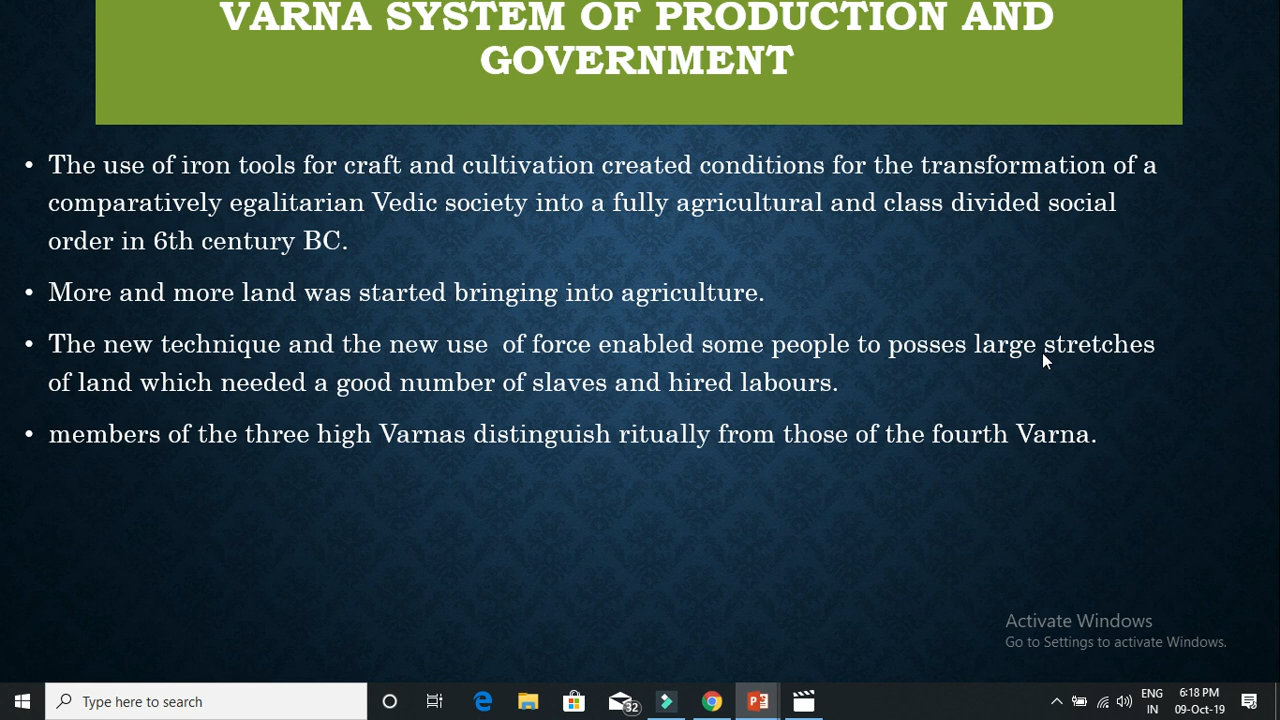 VARNA SYSTEM OF PRODUCTION AND
GOVERNMENT
• The use of iron tools for craft and cultivation created conditions for the transformation of a
comparatively egalitarian Vedic society into a fully agricultural and class divided social
order in 6th century BC.
• More and more land was started bringing into agriculture.
• The new technique and the new use  of force enabled some people to posses large stretches
of land which needed a good number of slaves and hired labours.
• members of the three high Varnas distinguish ritually from those of the fourth Varna.
Activate Windows
Go to Settings to activate Windows.
Type here to search
32
ENG
IN
6:18 PM
09-Oct-19